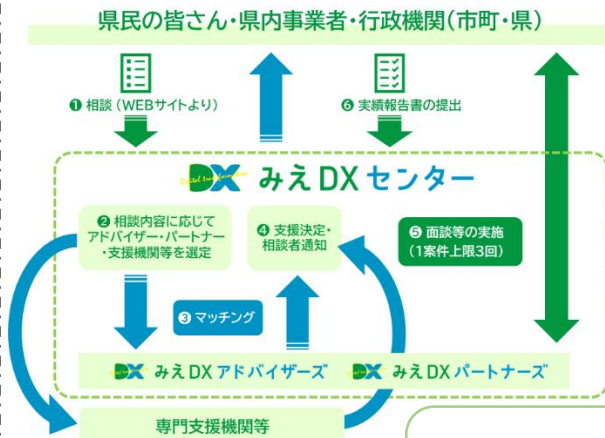 県民の皆さん・県内事業者・行政機関(市町・県)
❶ 相談 (WEBサイトより)
❻ 実績報告書の提出
DX みえDXセンター
❷ 相談内容に応じて
アドバイザー・パートナー
・支援機関等を選定
❹ 支援決定・
相談者通知
❺ 面談等の実施
(1案件上限3回)
❸ マッチング
DX みえDXアドバイザーズ
DX みえDXパートナーズ
専門支援機関等